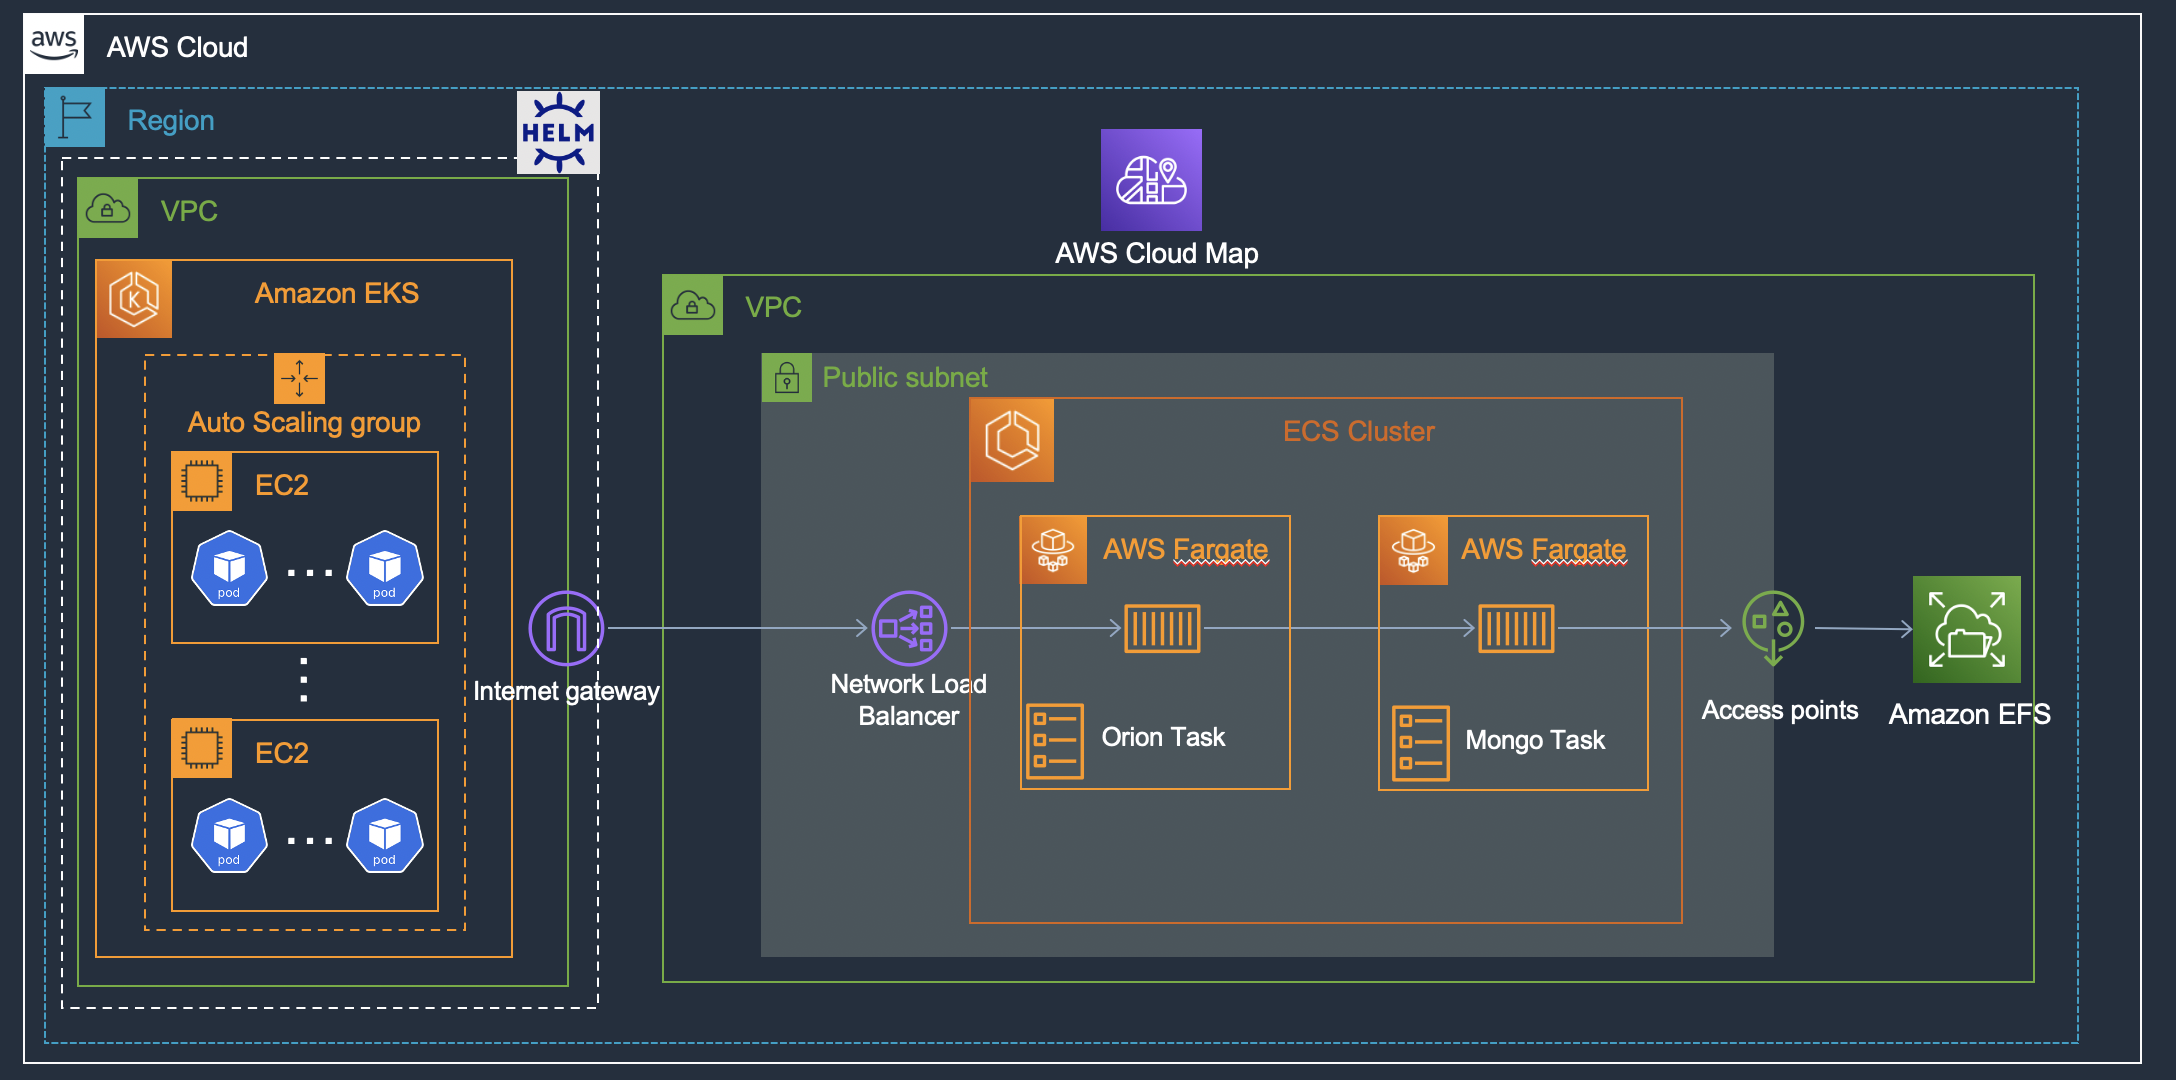 aws
AWS Cloud
Region
HELM
VPC
Amazon EKS
Auto Scaling group
EC2
pod
pod
EC2
pod
pod
Internet gateway
AWS Cloud Map
VPC
Public subnet
ECS Cluster
Network Load
Balancer
AWS Fargate
Orion Task
AWS Fargate
Mongo Task
Access points
Amazon EFS
K